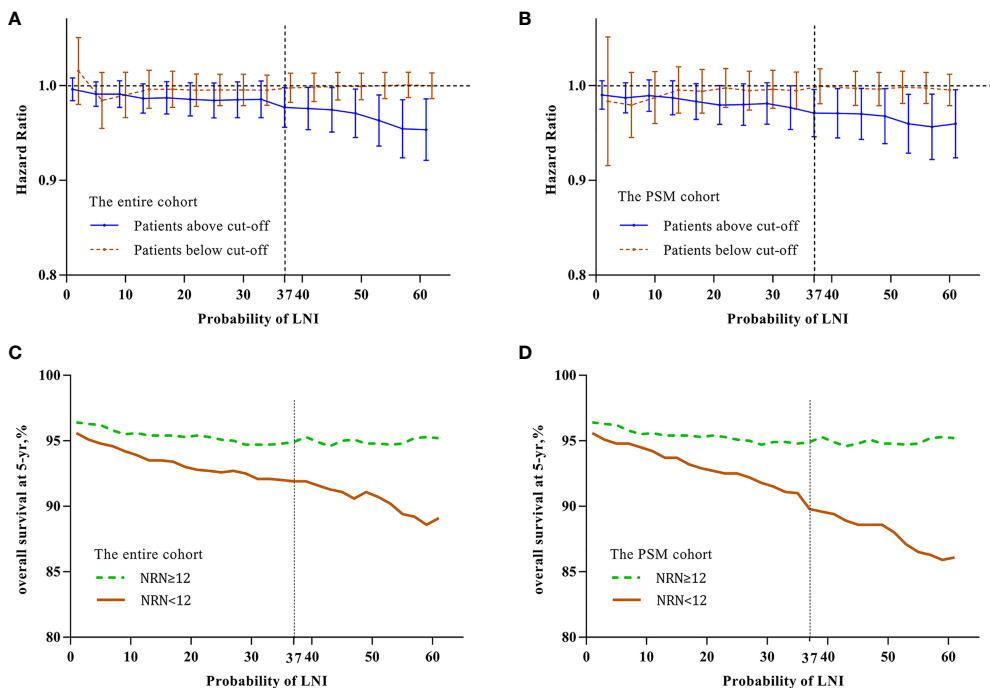 A
Hazard Ratio
1.0
0.9
0.8
The entire cohort
Patients above cut-off
Patients below cut-off
0 10 20 30 37 40 50 60
Probability of LNI
B
Hazard Ratio
1.0
0.9
0.8
The PSM cohort
Patients above cut-off
Patients below cut-off
0 10 20 30 37 40 50 60
Probability of LNI
C
overall survival at 5-yr,%
100
95
90
85
80
The entire cohort
NRN≥12
NRN<12
0 10 20 30 37 40 50 60
Probability of LNI
D
overall survival at 5-yr,%
100
95
90
85
80
The PSM cohort
NRN≥12
NRN<12
0 10 20 30 37 40 50 60
Probability of LNI